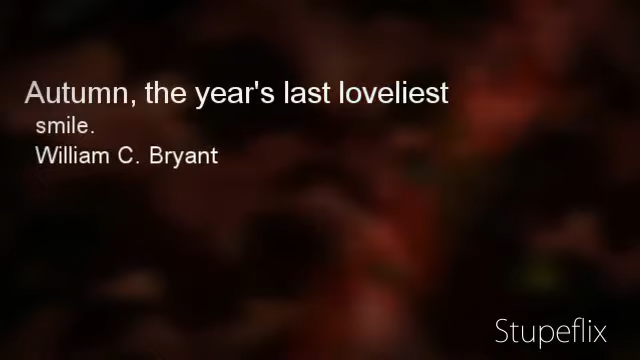 Autumn, the year's last loveliest
smile.
William C. Bryant
Stupeflix